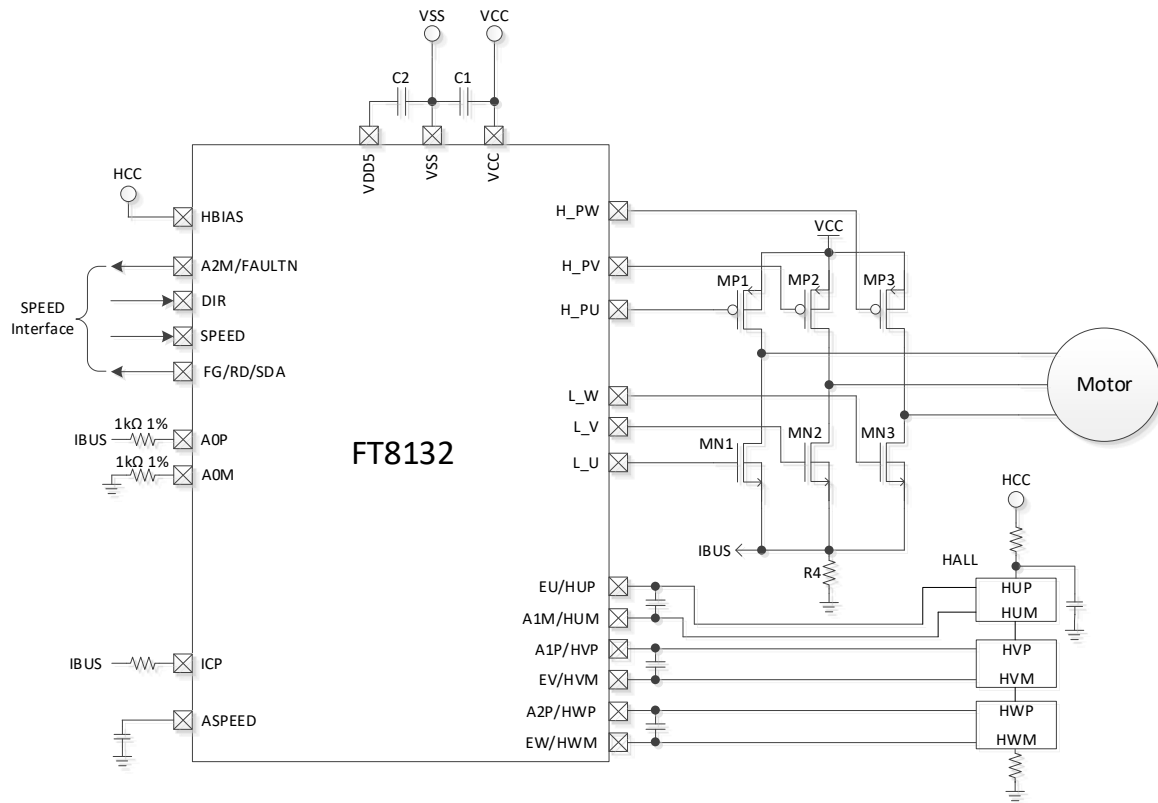 VSS
VCC
C2
C1
VDD5
VSS
VCC
HCC
HBIAS
A2M/FAULTN
DIR
SPEED
FG/RD/SDA
SPEED
Interface
1kΩ 1%
IBUS
A0P
1kΩ 1%
A0M
IBUS
ICP
ASPEED
FT8132
H_PW
H_PV
H_PU
L_W
L_V
L_U
EU/HUP
A1M/HUM
A1P/HVP
EV/HVM
A2P/HWP
EW/HWM
VCC
MP1
MP2
MP3
MN1
MN2
MN3
Motor
IBUS
R4
HCC
HALL
HUP
HUM
HVP
HVM
HWP
HWM